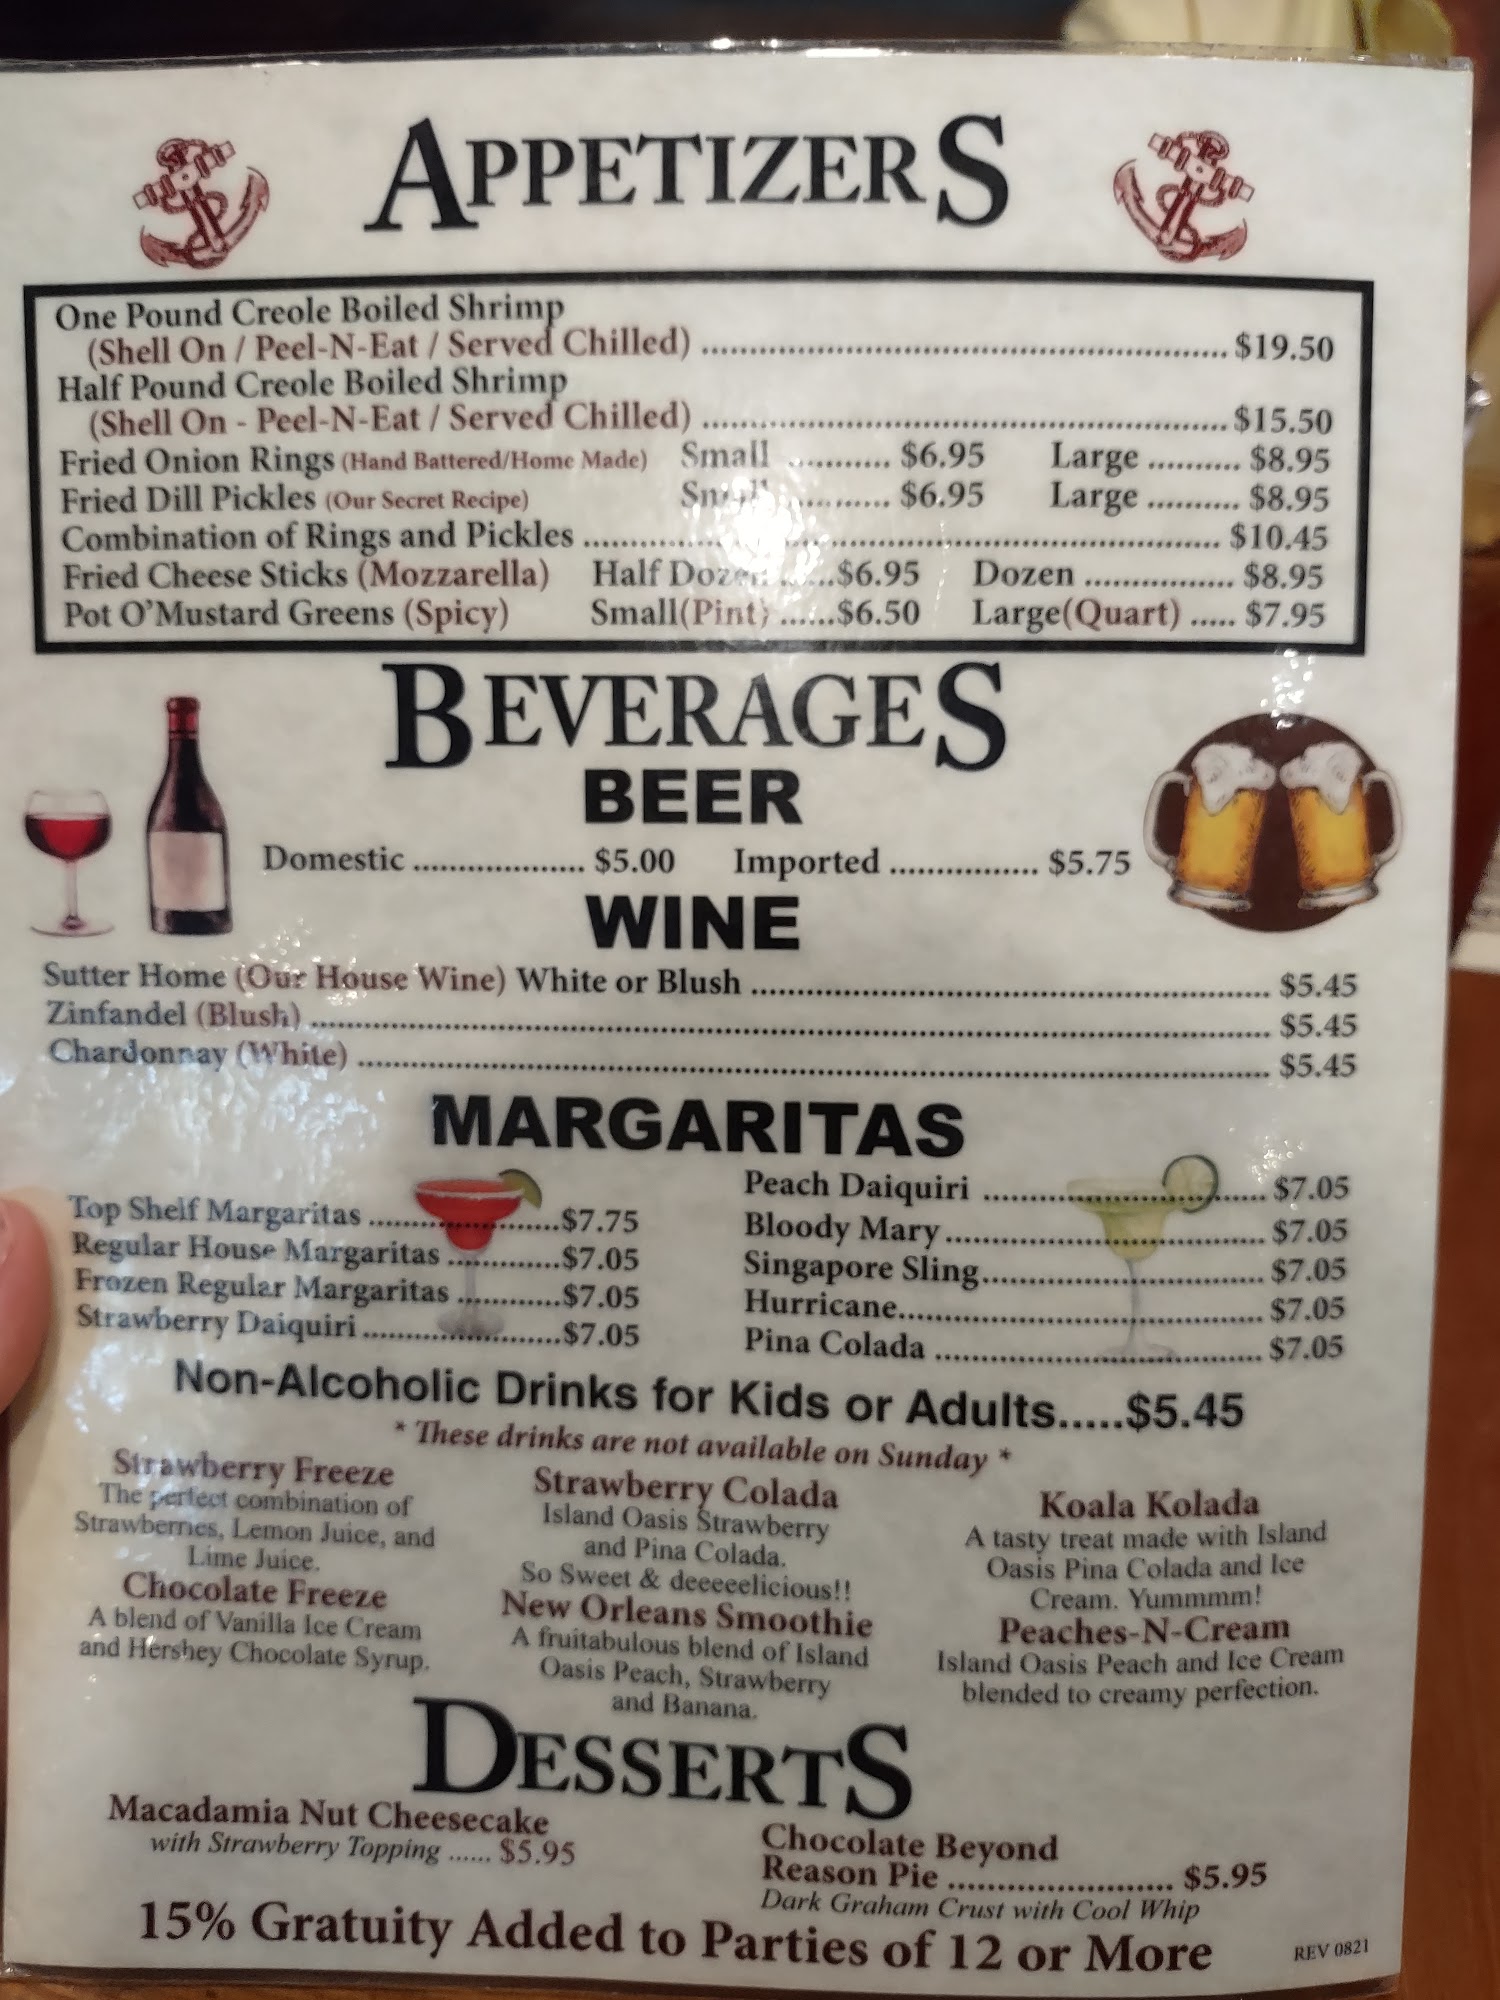 APPETIZERS
One Pound Creole Boiled Shrimp
(Shell On / Peel-N-Eat / Served Chilled) ........ $19.50
Half Pound Creole Boiled Shrimp
(Shell On - Peel-N-Eat / Served Chilled) ........ $15.50
Fried Onion Rings (Hand Battered/Home Made) Small .......... $6.95 Large .......... $8.95
Fried Dill Pickles (Our Secret Recipe) Small .......... $6.95 Large .......... $8.95
Combination of Rings and Pickles ........ $10.45
Fried Cheese Sticks (Mozzarella) Half Dozen ......$6.95 Dozen ................ $8.95
Pot O'Mustard Greens (Spicy) Small(Pint) ......$6.50 Large(Quart) ..... $7.95
BEVERAGES
BEER
Domestic ................... $5.00 Imported ................ $5.75
WINE
Sutter Home (Our House Wine) White or Blush ........ $5.45
Zinfandel (Blush) ........ $5.45
Chardonnay (White) ........ $5.45
MARGARITAS
Top Shelf Margaritas ........$7.75
Regular House Margaritas ............$7.05
Frozen Regular Margaritas ............$7.05
Strawberry Daiquiri ........$7.05
Peach Daiquiri ........ $7.05
Bloody Mary........ $7.05
Singapore Sling........ $7.05
Hurricane........ $7.05
Pina Colada ........ $7.05
Non-Alcoholic Drinks for Kids or Adults.....$5.45
* These drinks are not available on Sunday *
Strawberry Freeze
The perfect combination of
Strawberries, Lemon Juice, and
Lime Juice.
Chocolate Freeze
A blend of Vanilla Ice Cream
and Hershey Chocolate Syrup.
Strawberry Colada
Island Oasis Strawberry
and Pina Colada.
So Sweet & deeeeelicious!!
New Orleans Smoothie
A fruitabulous blend of Island
Oasis Peach, Strawberry
and Banana.
Koala Kolada
A tasty treat made with Island
Oasis Pina Colada and Ice
Cream. Yummmm!
Peaches-N-Cream
Island Oasis Peach and Ice Cream
blended to creamy perfection.
DESSERTS
Macadamia Nut Cheesecake
with Strawberry Topping ...... $5.95
Chocolate Beyond
Reason Pie ........ $5.95
Dark Graham Crust with Cool Whip
15% Gratuity Added to Parties of 12 or More
REV 0821